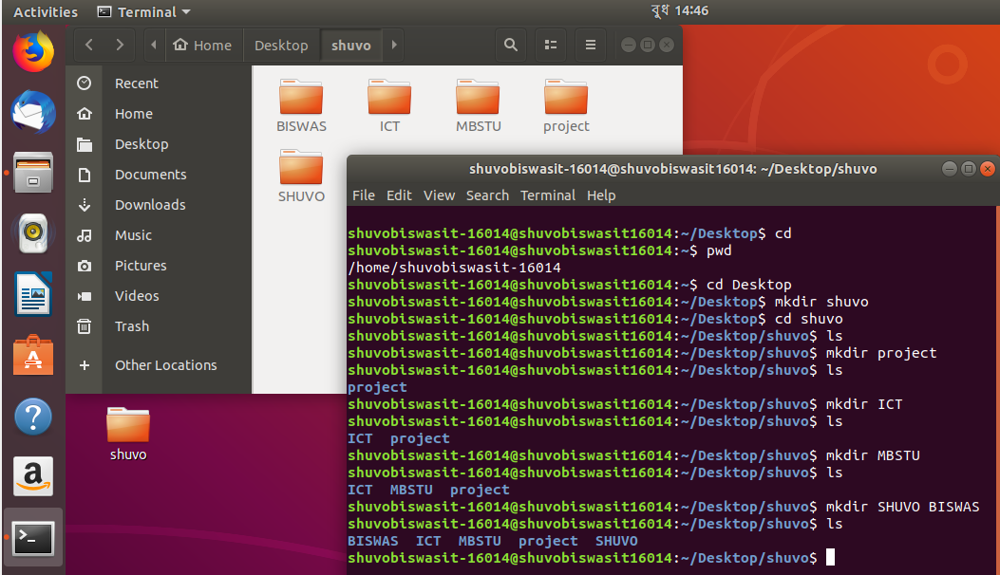 Activities Terminal বুধ 14:46
Home Desktop shuvo
Recent
Home
Desktop
Documents
Downloads
Music
Pictures
Videos
Trash
Other Locations
BISWAS ICT MBSTU project
SHUVO
shuvo
shuvobiswasit-16014@shuvobiswasit16014: ~/Desktop/shuvo
File Edit View Search Terminal Help
shuvobiswasit-16014@shuvobiswasit16014:~/Desktop$ cd
shuvobiswasit-16014@shuvobiswasit16014:~$ pwd
/home/shuvobiswasit-16014
shuvobiswasit-16014@shuvobiswasit16014:~$ cd Desktop
shuvobiswasit-16014@shuvobiswasit16014:~/Desktop$ mkdir shuvo
shuvobiswasit-16014@shuvobiswasit16014:~/Desktop$ cd shuvo
shuvobiswasit-16014@shuvobiswasit16014:~/Desktop/shuvo$ ls
shuvobiswasit-16014@shuvobiswasit16014:~/Desktop/shuvo$ mkdir project
shuvobiswasit-16014@shuvobiswasit16014:~/Desktop/shuvo$ ls
project
shuvobiswasit-16014@shuvobiswasit16014:~/Desktop/shuvo$ mkdir ICT
shuvobiswasit-16014@shuvobiswasit16014:~/Desktop/shuvo$ ls
ICT project
shuvobiswasit-16014@shuvobiswasit16014:~/Desktop/shuvo$ mkdir MBSTU
shuvobiswasit-16014@shuvobiswasit16014:~/Desktop/shuvo$ ls
ICT MBSTU project
shuvobiswasit-16014@shuvobiswasit16014:~/Desktop/shuvo$ mkdir SHUVO BISWAS
shuvobiswasit-16014@shuvobiswasit16014:~/Desktop/shuvo$ ls
BISWAS ICT MBSTU project SHUVO
shuvobiswasit-16014@shuvobiswasit16014:~/Desktop/shuvo$